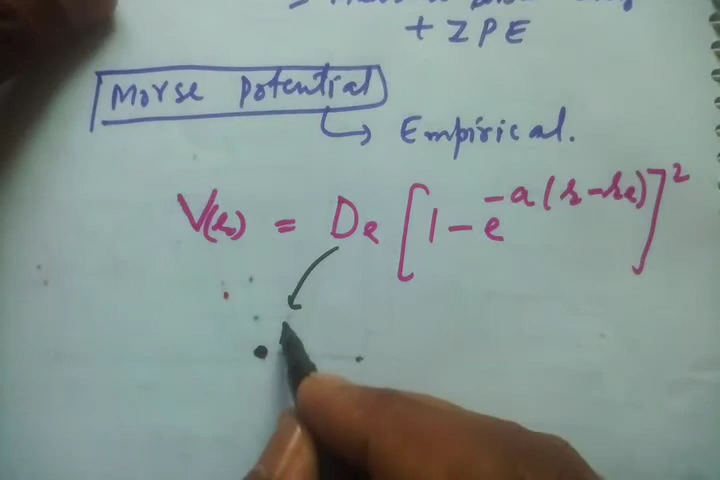 + ZPE
Morse Potential
→ Empirical.
V(r) = De [1 - e^{-a(r-re)}]^2